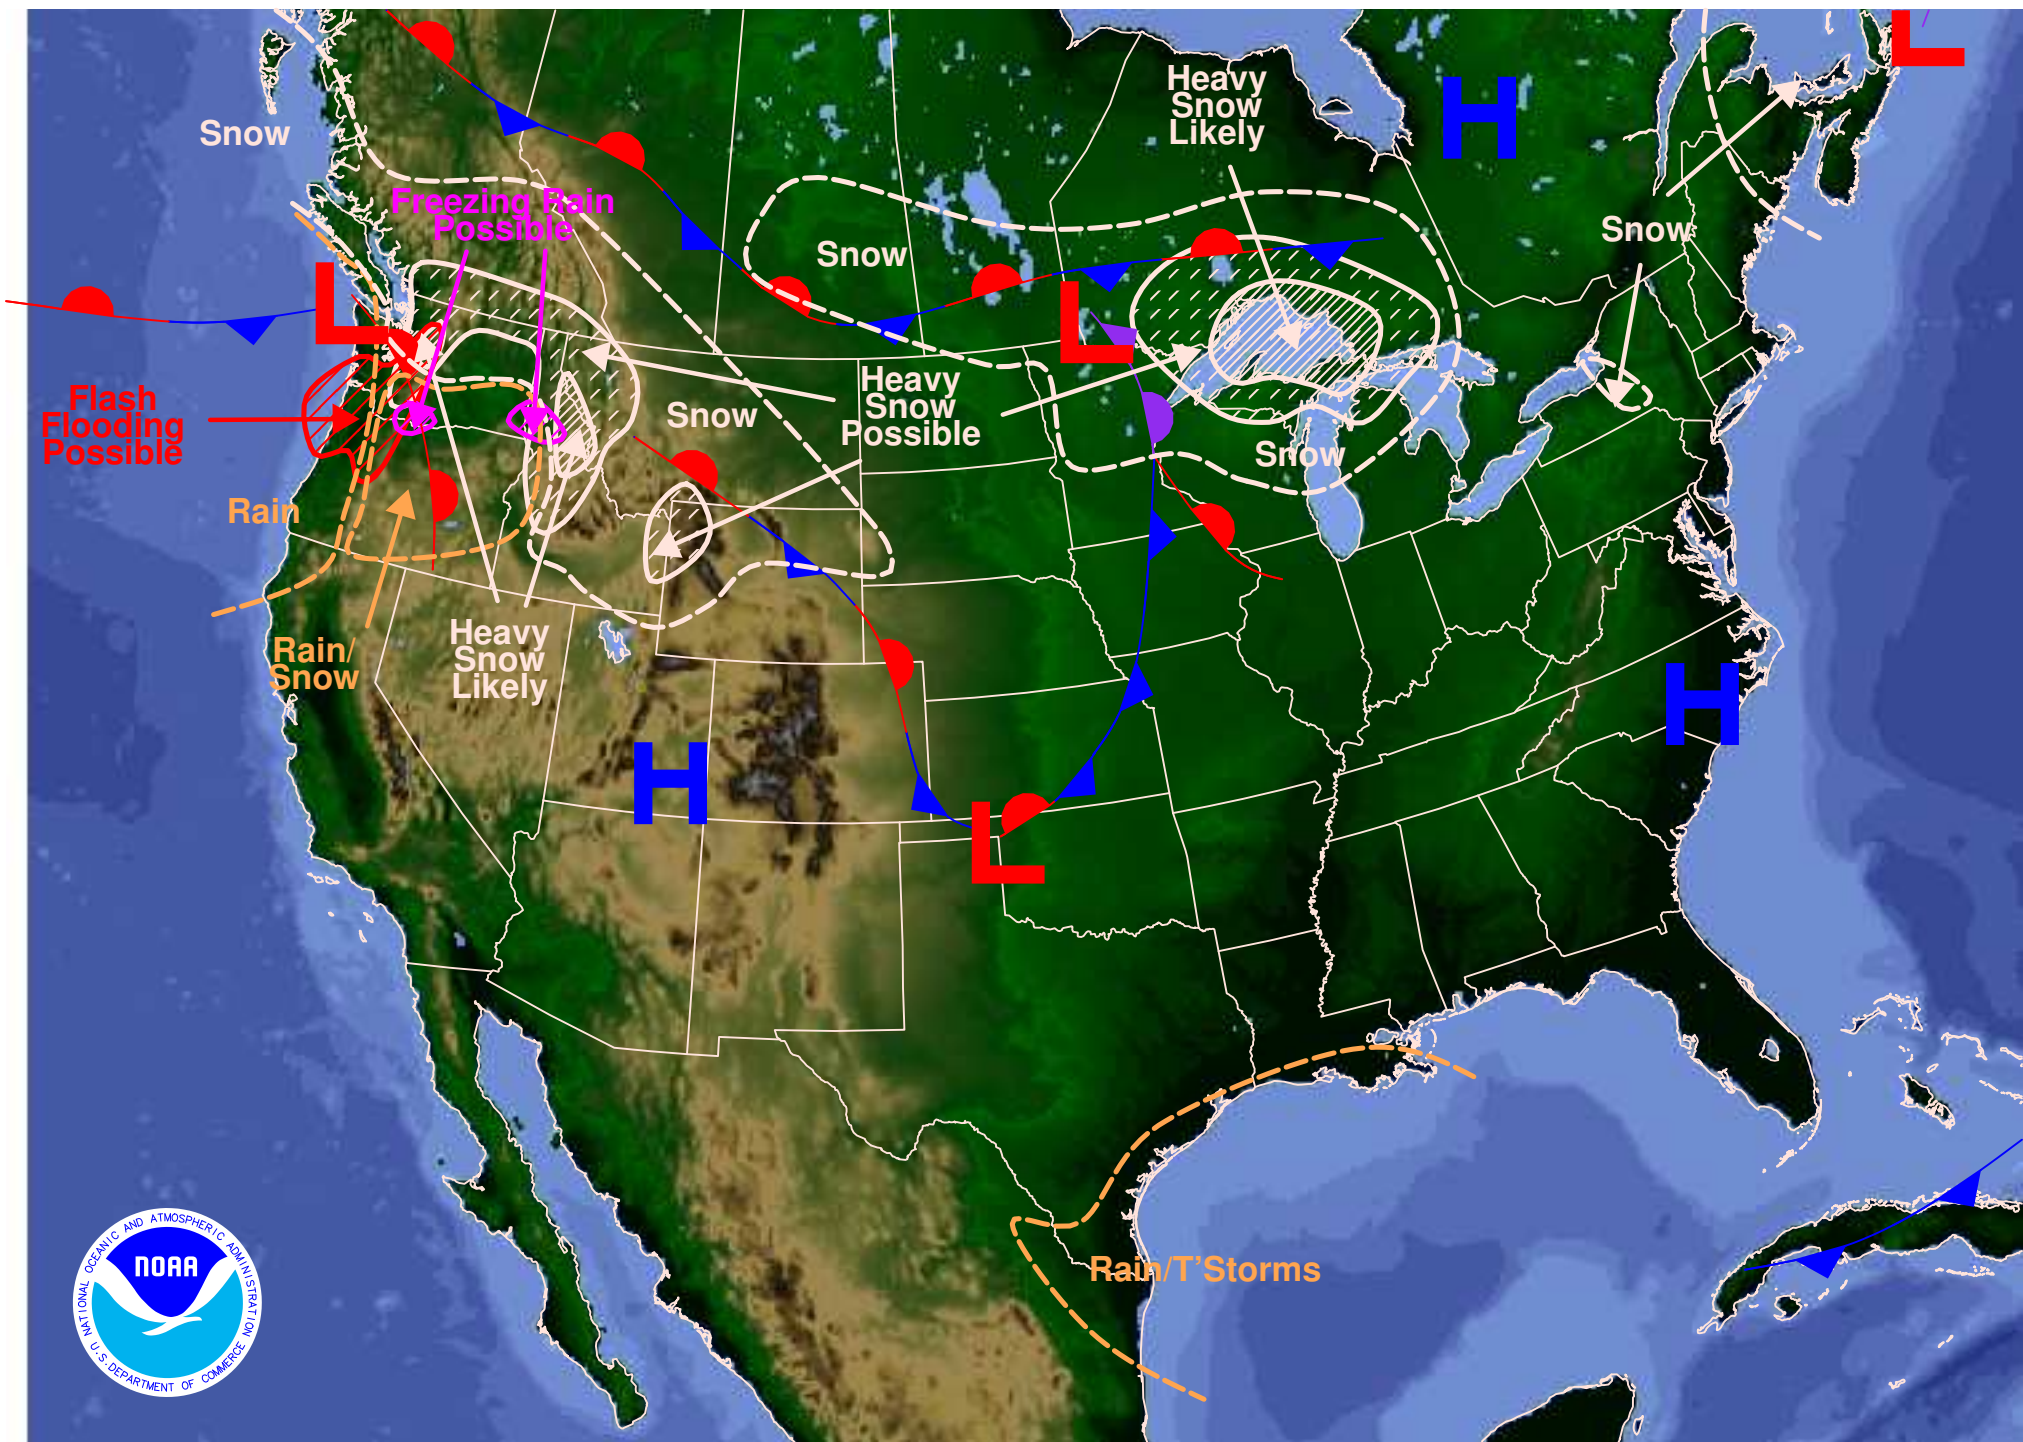 Heavy
Snow
Likely
H
L
Snow
Freezing Rain
Possible
Snow
Snow
L
L
Flash
Flooding
Possible
Snow
Heavy
Snow
Possible
Snow
Rain
Rain/
Snow
Heavy
Snow
Likely
H
H
L
Rain/T'Storms
NATIONAL OCEANIC AND ATMOSPHERIC ADMINISTRATION
NOAA
U.S. DEPARTMENT OF COMMERCE